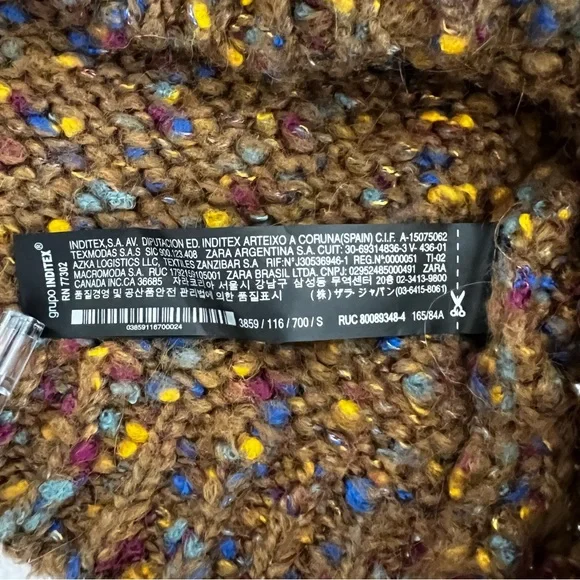 grupo INDITEX®
RN 77302
INDITEX,S.A. AV. DIPUTACION ED. INDITEX ARTEIXO A CORUNA(SPAIN) C.I.F. A-15075062
TEXMODAS S.A.S SIC 900.123.408 ZARA ARGENTINA S.A. CUIT: 30-69314836-3 V- 436-01
AZKA LOGISTICS LLC, TEXTILES ZANZIBAR S.A. RIF:N°J30536946-1 REG.N°:0000051 TI-02
MACROMODA S.A. RUC 1792159105001 ZARA BRASIL LTDA. CNPJ: 02952485000491 ZARA
CANADA INC.CA 36685 자라코리아 서울시 강남구 삼성동 무역센터 20층 02-3413-9800
품질경영 및 공산품안전 관리법에 의한 품질표시 (株) ザラ ジャパン (03-6415-8061)
03859116700024
3859 / 116 / 700 / S RUC 80089348-4 165/84A